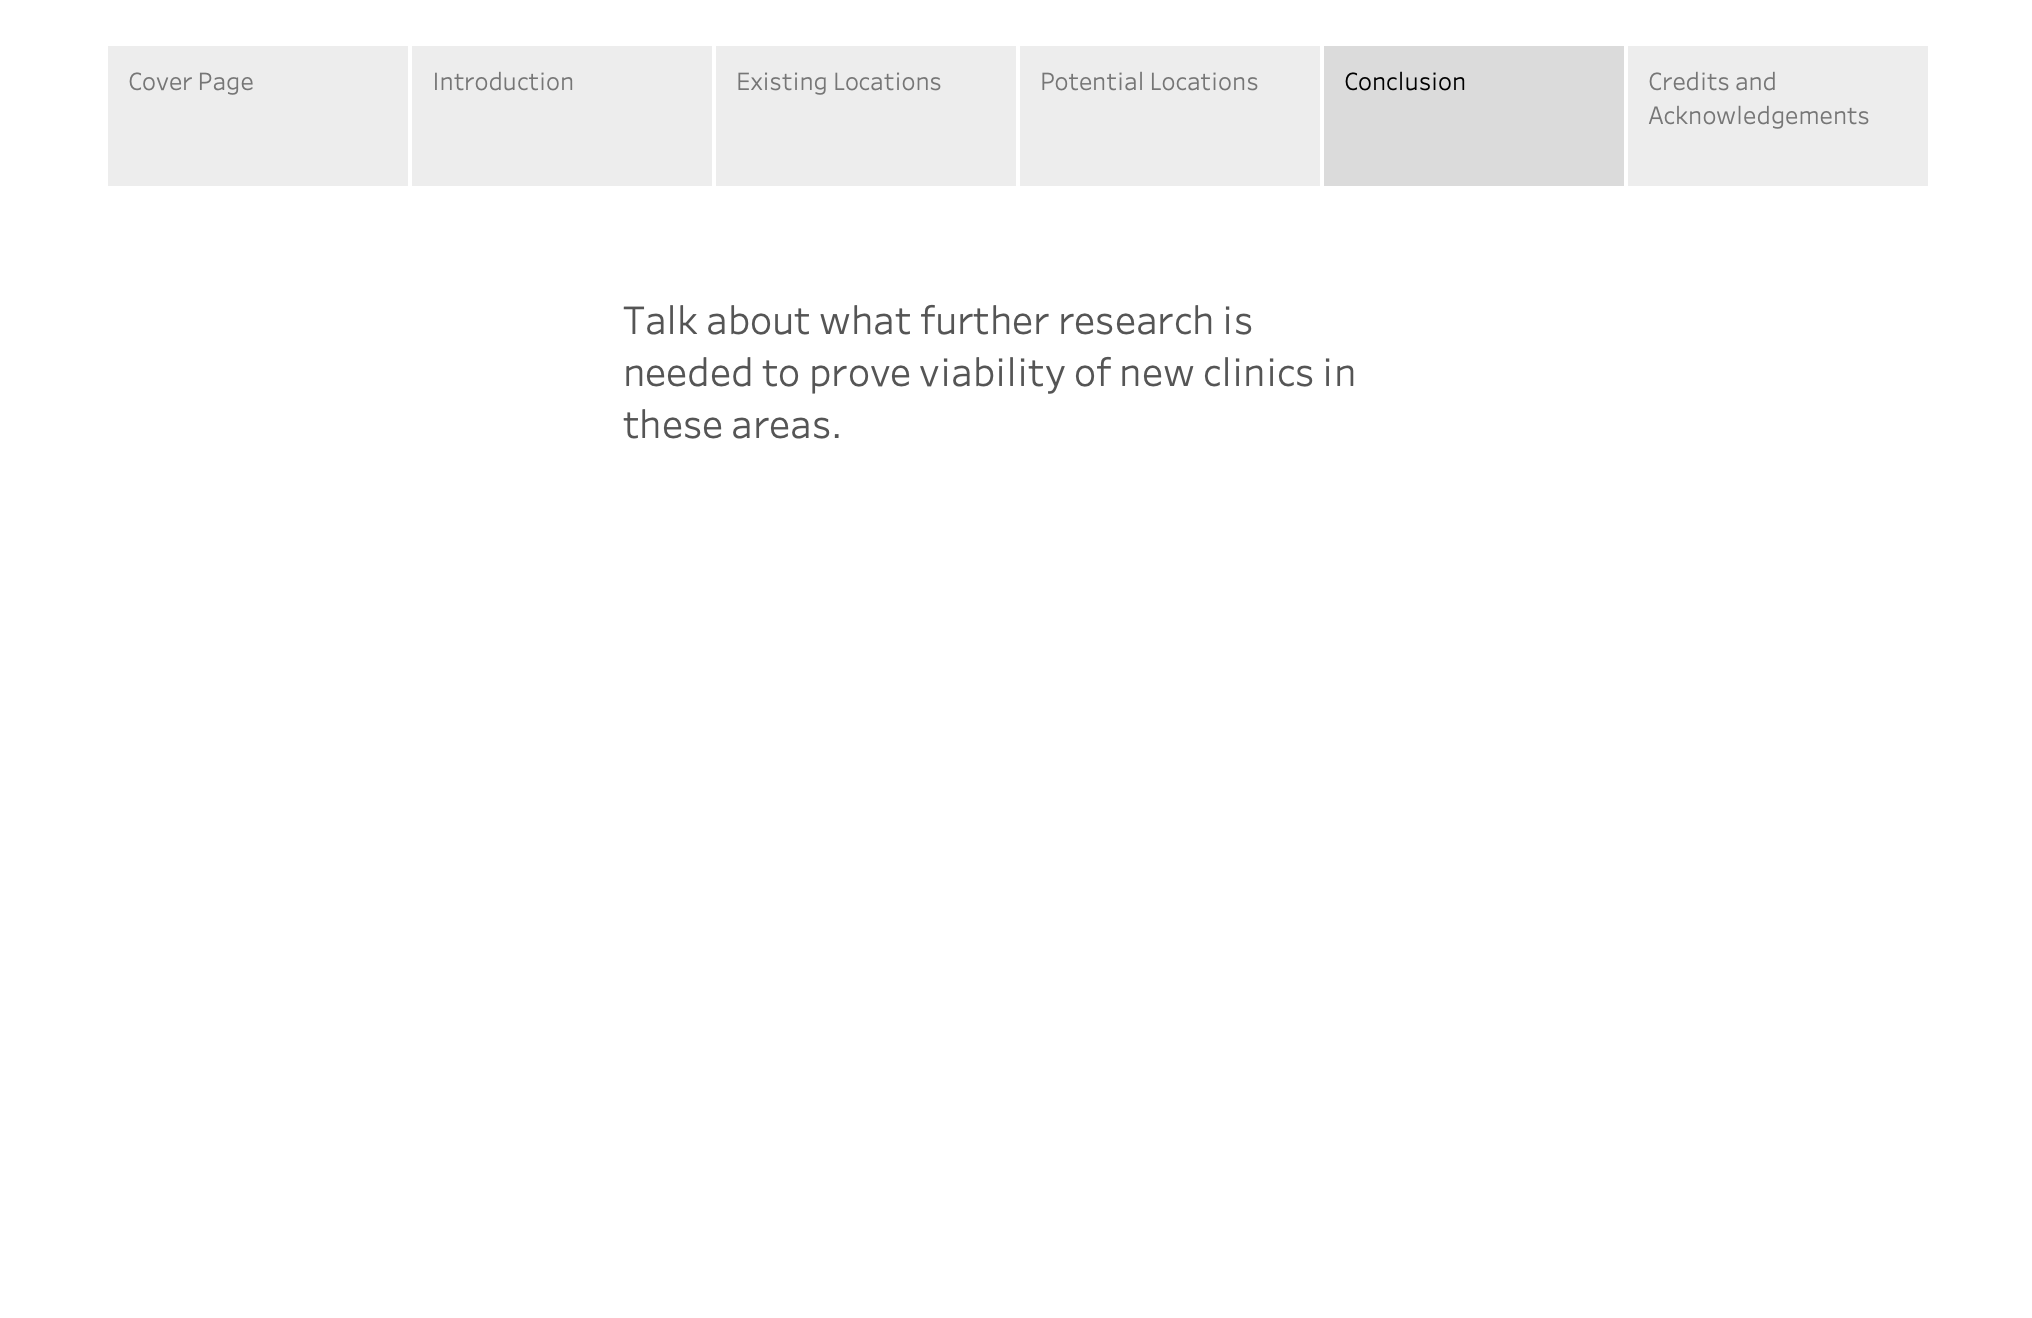 Cover Page
Introduction
Existing Locations
Potential Locations
Conclusion
Credits and
Acknowledgements
Talk about what further research is
needed to prove viability of new clinics in
these areas.